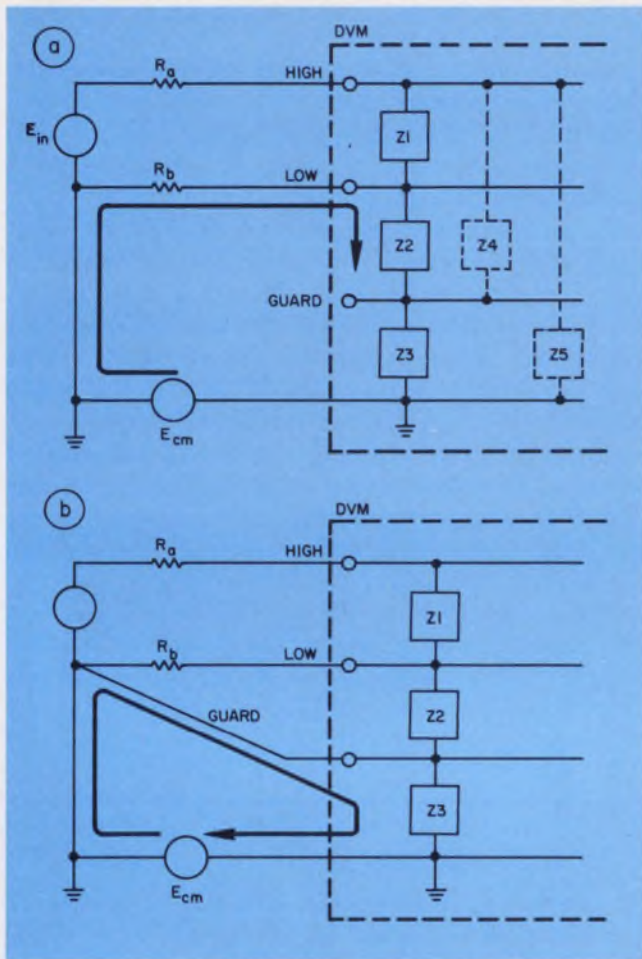 a
DVM
Ra
HIGH
Ein
Z1
Rb
LOW
Z2
Z4
GUARD
Z3
Z5
Ecm
b
DVM
Ra
HIGH
Z1
Rb
LOW
GUARD
Z2
Z3
Ecm